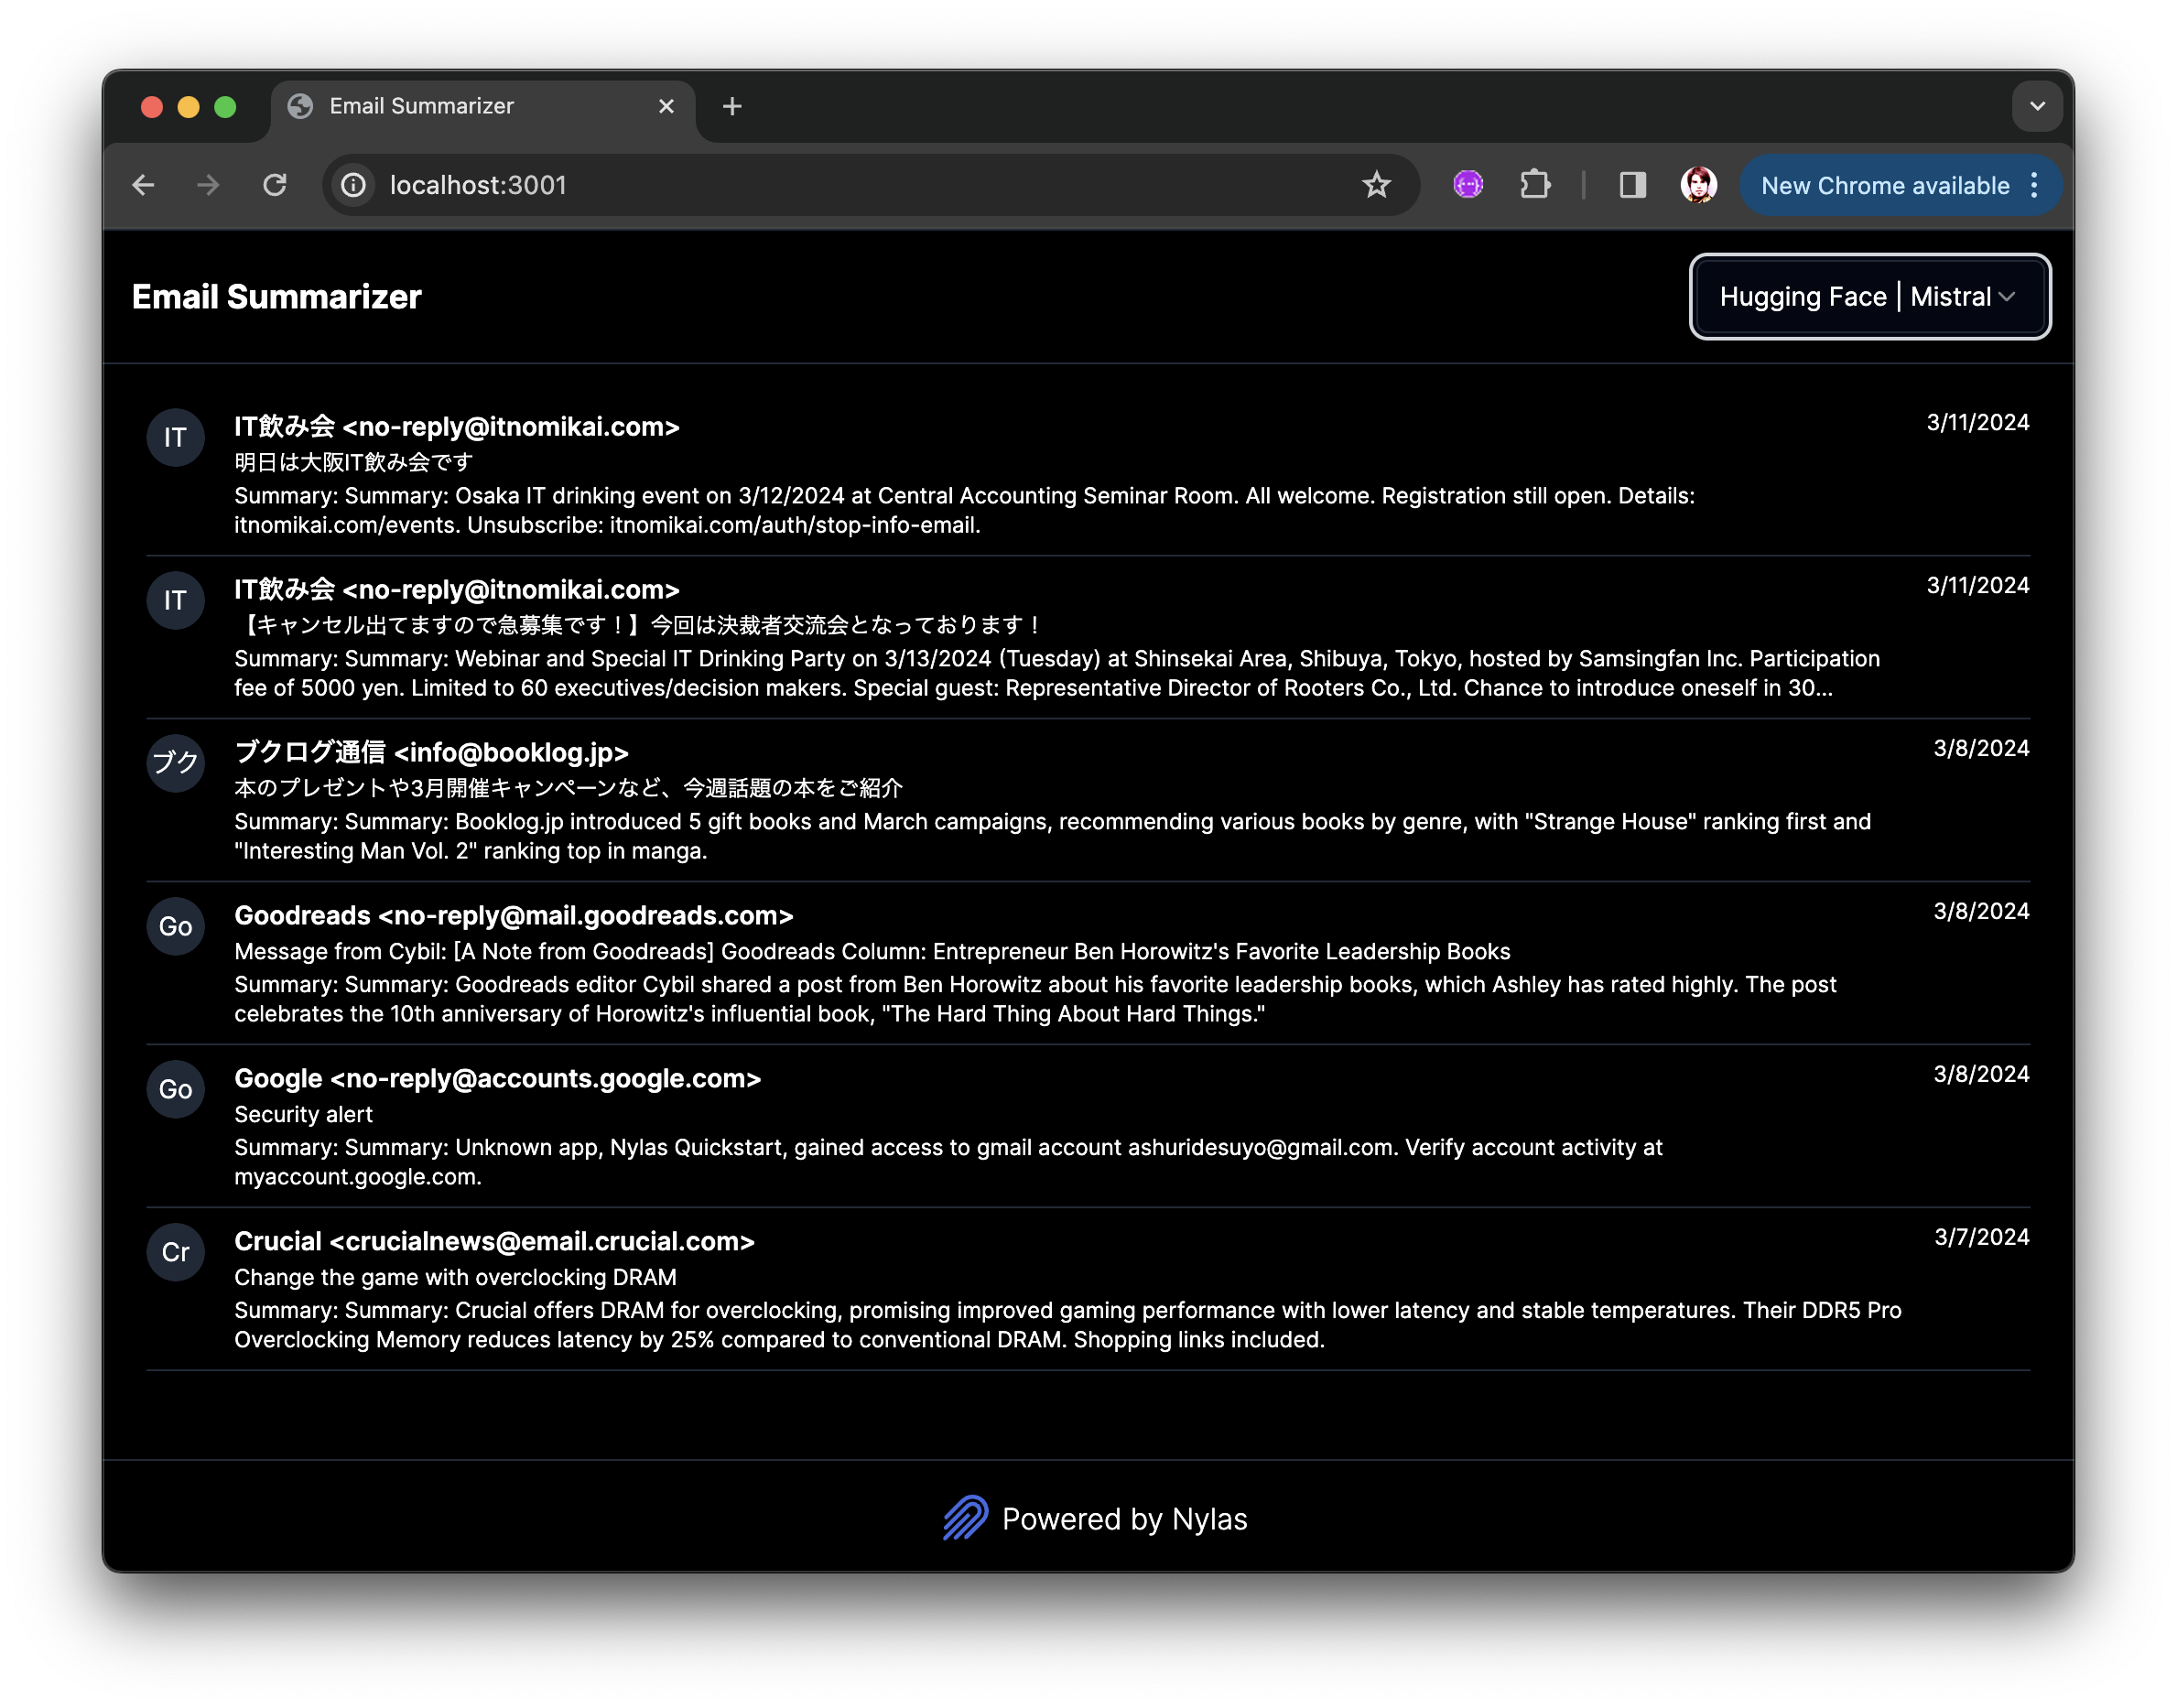 Email Summarizer
localhost:3001
New Chrome available
Email Summarizer
Hugging Face | Mistral
IT
IT飲み会 <no-reply@itnomikai.com>
3/11/2024
明日は大阪IT飲み会です
Summary: Summary: Osaka IT drinking event on 3/12/2024 at Central Accounting Seminar Room. All welcome. Registration still open. Details:
itnomikai.com/events. Unsubscribe: itnomikai.com/auth/stop-info-email.
IT
IT飲み会 <no-reply@itnomikai.com>
3/11/2024
【キャンセル出てますので急募集です！】今回は決裁者交流会となっております！
Summary: Summary: Webinar and Special IT Drinking Party on 3/13/2024 (Tuesday) at Shinsekai Area, Shibuya, Tokyo, hosted by Samsingfan Inc. Participation
fee of 5000 yen. Limited to 60 executives/decision makers. Special guest: Representative Director of Rooters Co., Ltd. Chance to introduce oneself in 30...
ブク
ブクログ通信 <info@booklog.jp>
3/8/2024
本のプレゼントや3月開催キャンペーンなど、今週話題の本をご紹介
Summary: Summary: Booklog.jp introduced 5 gift books and March campaigns, recommending various books by genre, with "Strange House" ranking first and
"Interesting Man Vol. 2" ranking top in manga.
Go
Goodreads <no-reply@mail.goodreads.com>
3/8/2024
Message from Cybil: [A Note from Goodreads] Goodreads Column: Entrepreneur Ben Horowitz's Favorite Leadership Books
Summary: Summary: Goodreads editor Cybil shared a post from Ben Horowitz about his favorite leadership books, which Ashley has rated highly. The post
celebrates the 10th anniversary of Horowitz's influential book, "The Hard Thing About Hard Things."
Go
Google <no-reply@accounts.google.com>
3/8/2024
Security alert
Summary: Summary: Unknown app, Nylas Quickstart, gained access to gmail account ashuridesuyo@gmail.com. Verify account activity at
myaccount.google.com.
Cr
Crucial <crucialnews@email.crucial.com>
3/7/2024
Change the game with overclocking DRAM
Summary: Summary: Crucial offers DRAM for overclocking, promising improved gaming performance with lower latency and stable temperatures. Their DDR5 Pro
Overclocking Memory reduces latency by 25% compared to conventional DRAM. Shopping links included.
Powered by Nylas